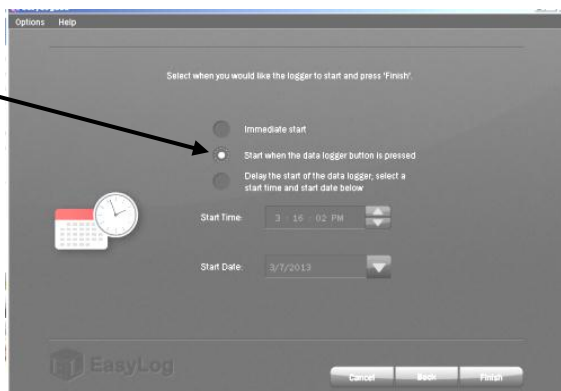 Options Help
Select when you would like the logger to start and press 'Finish'.
Immediate start
Start when the data logger button is pressed
Delay the start of the data logger, select a
start time and start date below
Start Time: 3 : 16 : 02 PM
Start Date: 3/7/2013
EasyLog
Cancel Back Finish